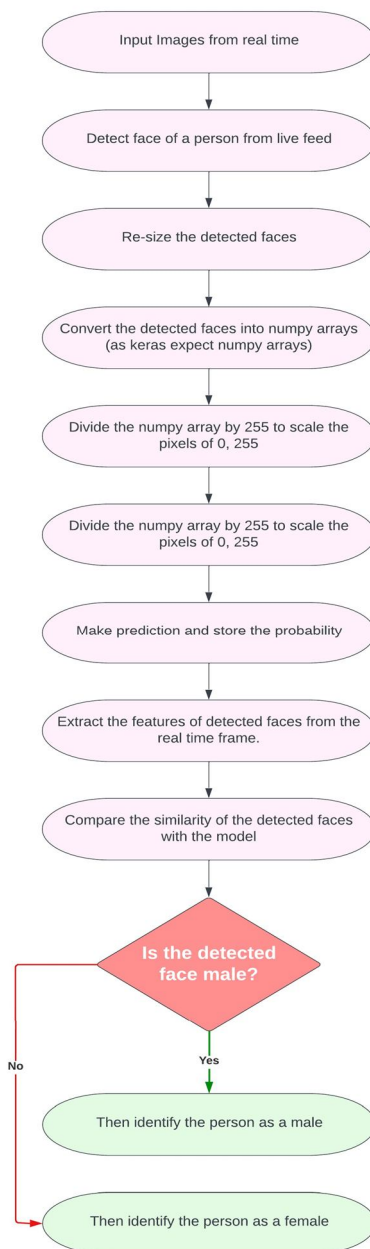 Input Images from real time
Detect face of a person from live feed
Re-size the detected faces
Convert the detected faces into numpy arrays
(as keras expect numpy arrays)
Divide the numpy array by 255 to scale the
pixels of 0, 255
Divide the numpy array by 255 to scale the
pixels of 0, 255
Make prediction and store the probability
Extract the features of detected faces from the
real time frame.
Compare the similarity of the detected faces
with the model
Is the detected
face male?
No
Yes
Then identify the person as a male
Then identify the person as a female